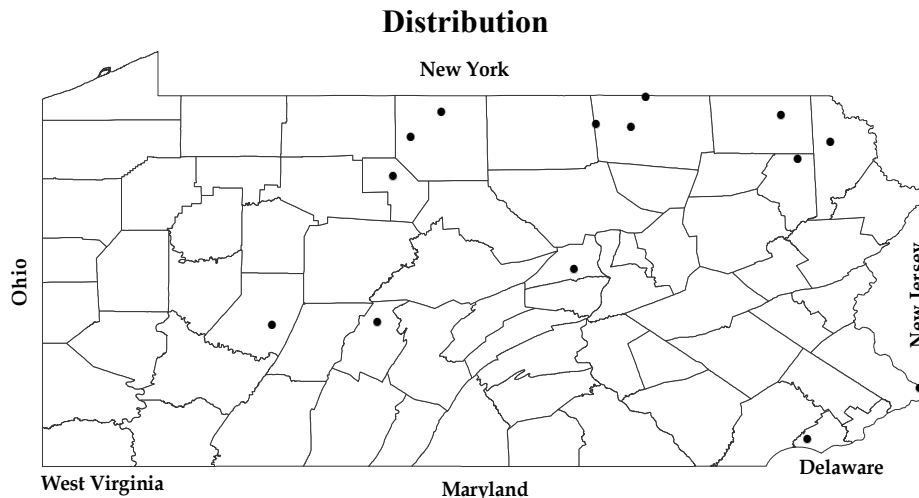 Distribution
New York
Ohio
New Jersey
West Virginia
Maryland
Delaware